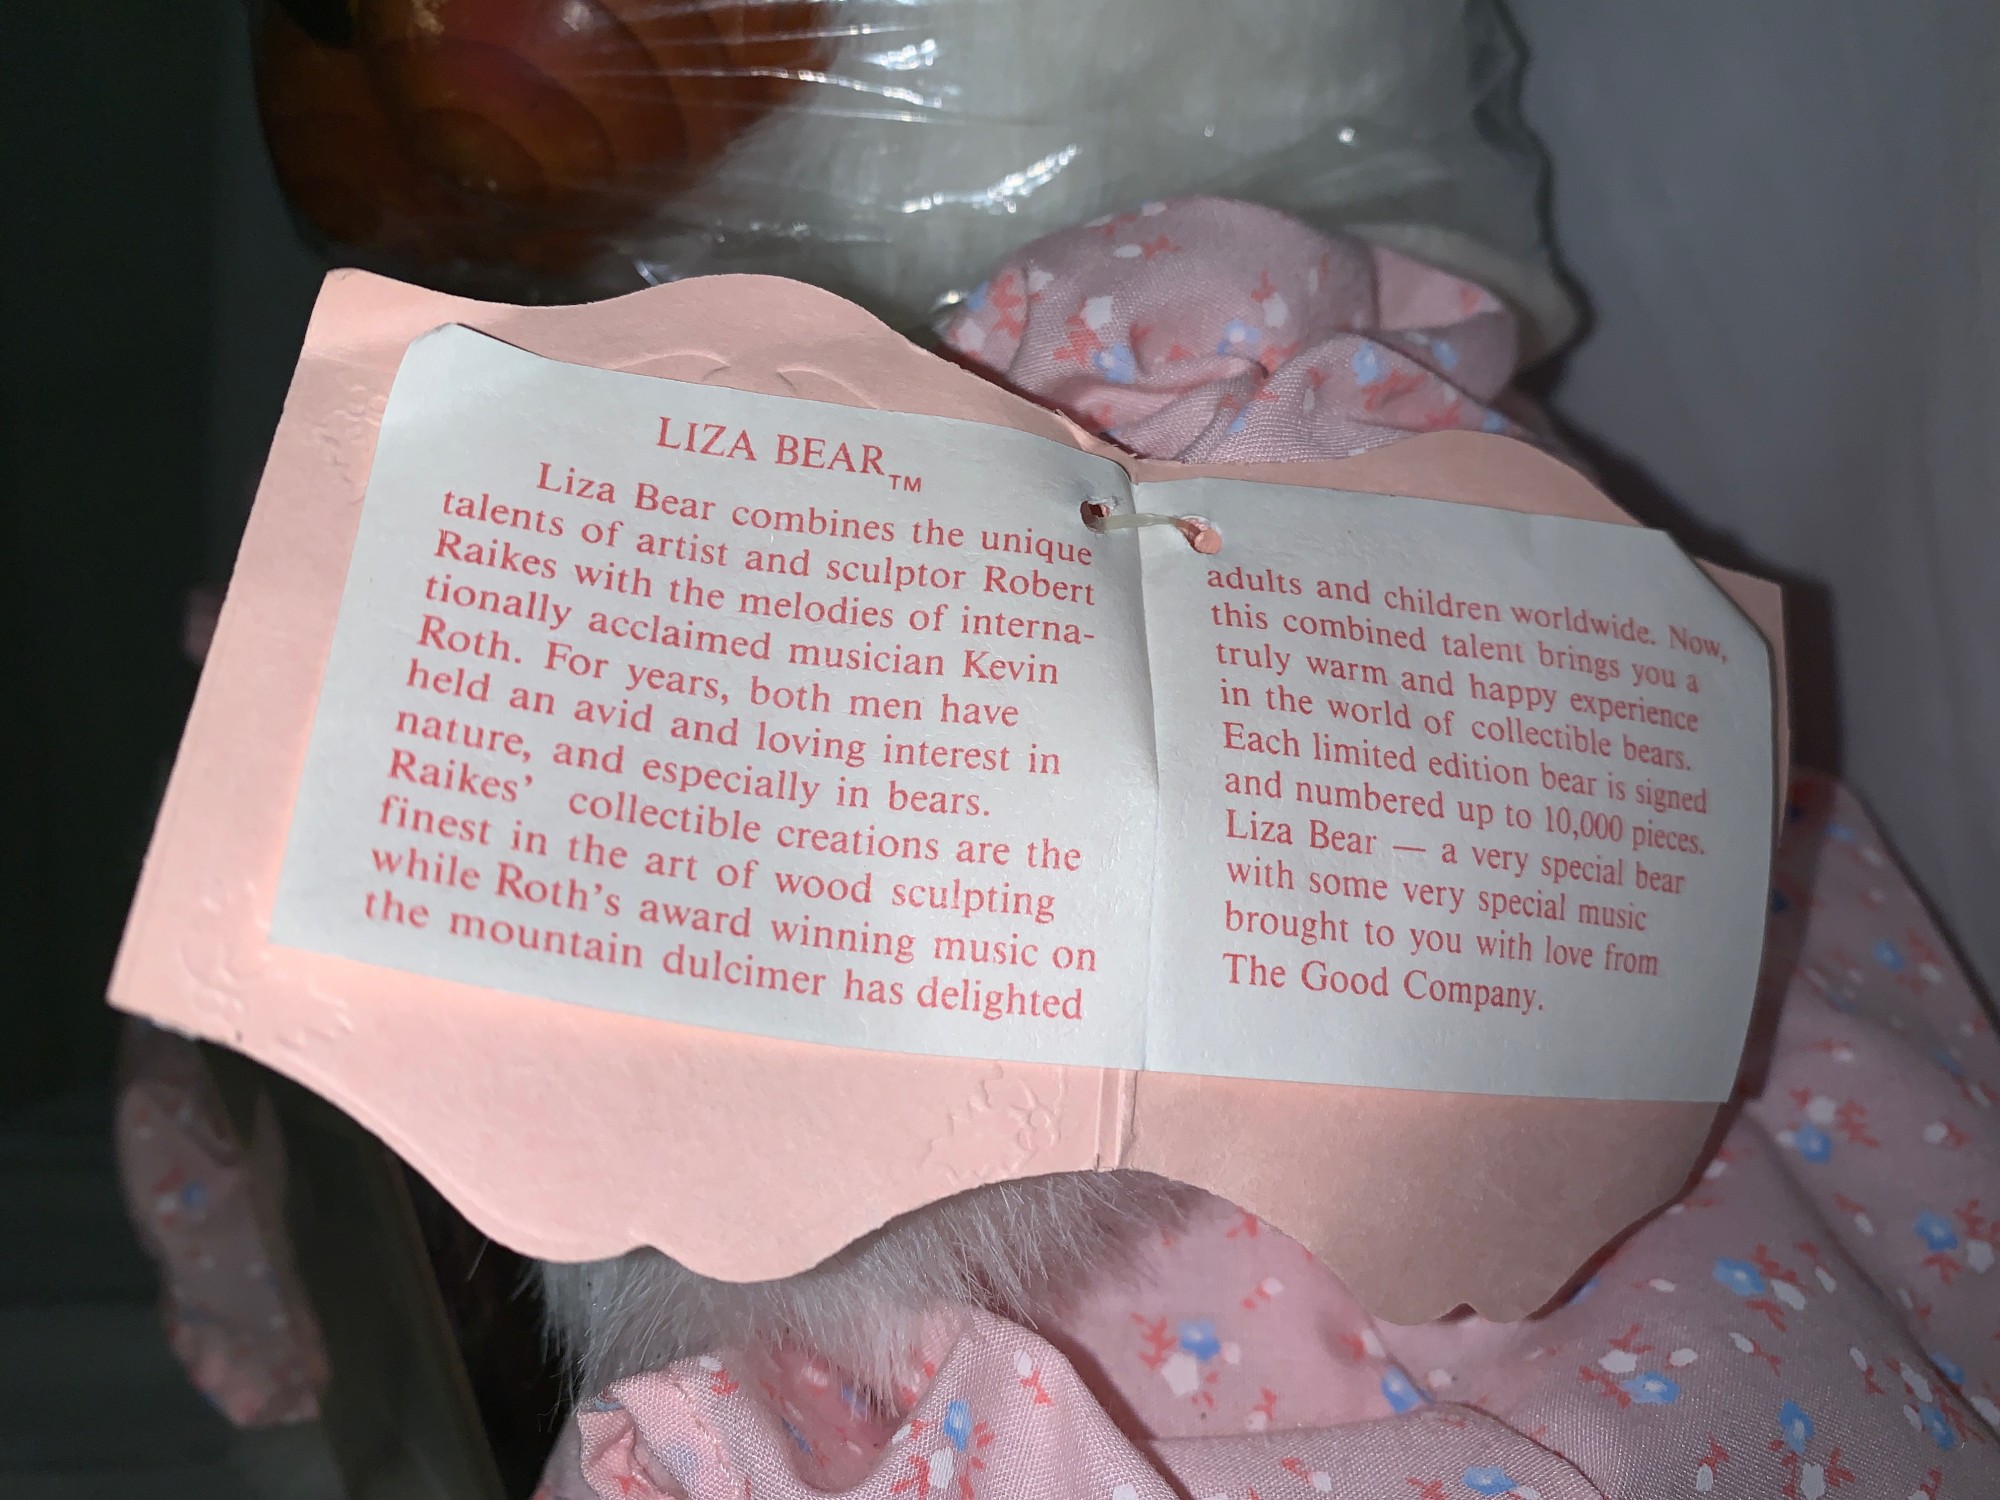 LIZA BEAR™
Liza Bear combines the unique
talents of artist and sculptor Robert
Raikes with the melodies of interna-
tionally acclaimed musician Kevin
Roth. For years, both men have
held an avid and loving interest in
nature, and especially in bears.
Raikes' collectible creations are the
finest in the art of wood sculpting
while Roth's award winning music on
the mountain dulcimer has delighted
adults and children worldwide. Now,
this combined talent brings you a
truly warm and happy experience
in the world of collectible bears.
Each limited edition bear is signed
and numbered up to 10,000 pieces.
Liza Bear — a very special bear
with some very special music
brought to you with love from
The Good Company.